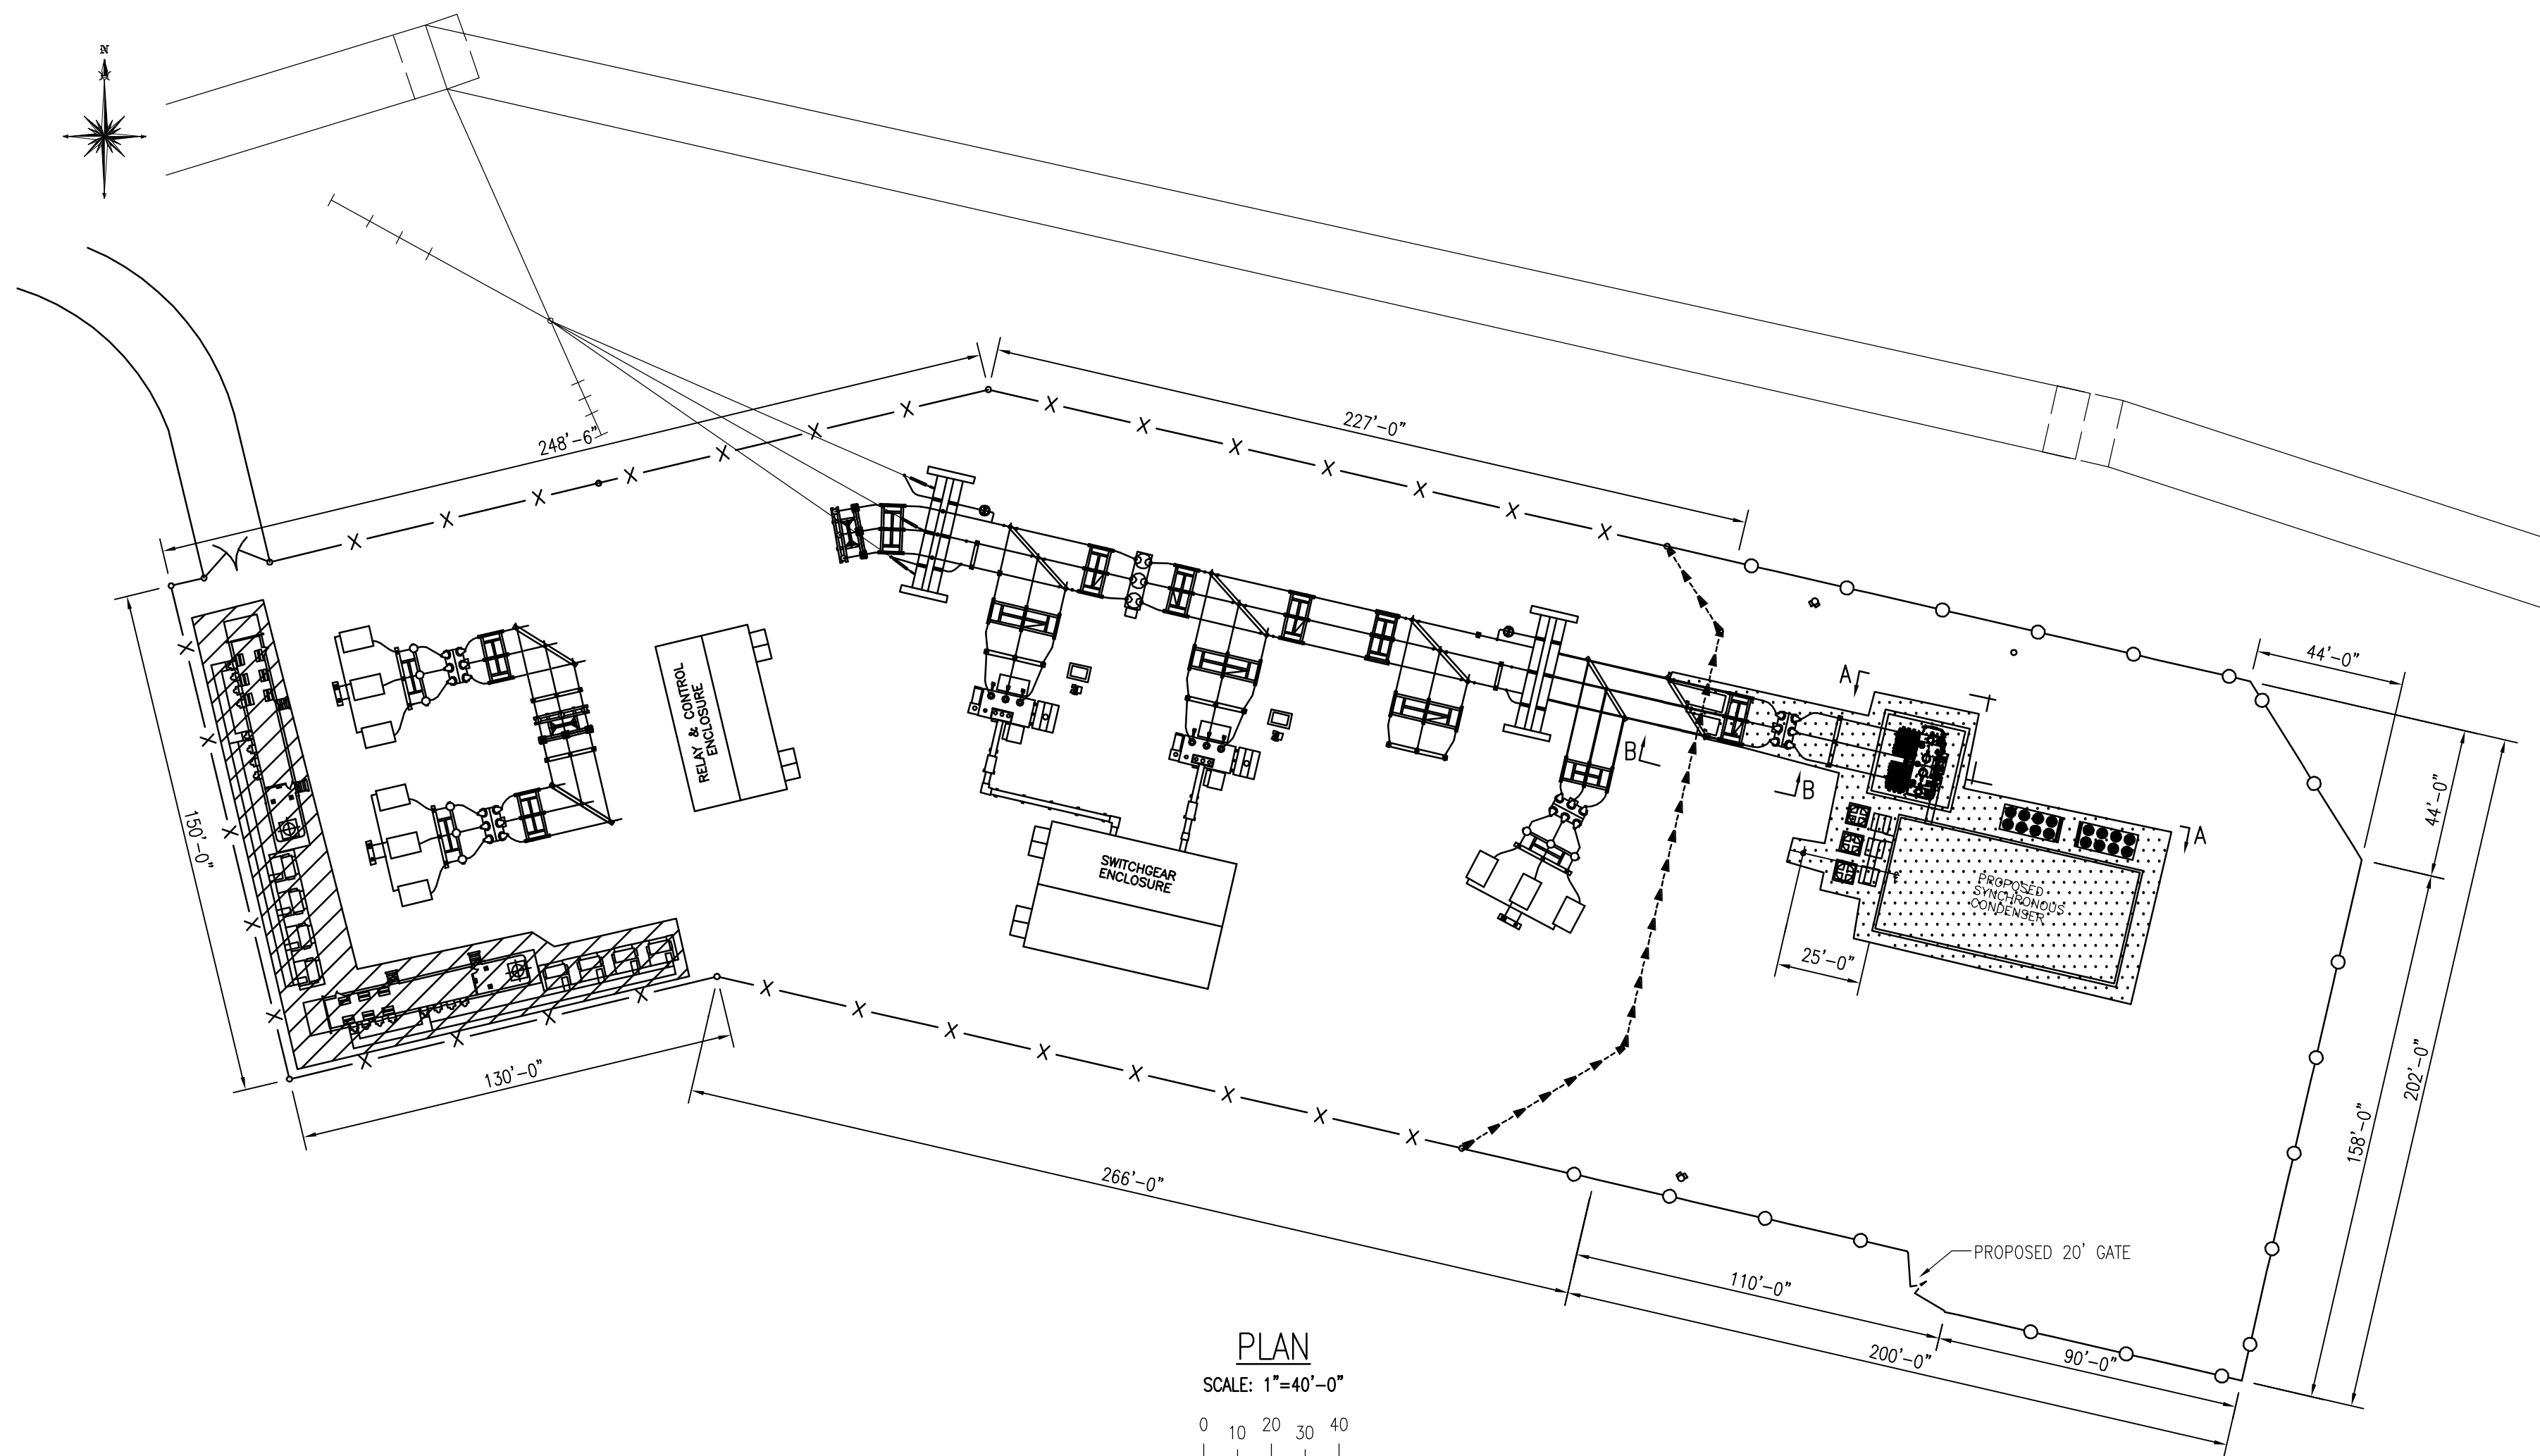 N
248'-6"
227'-0"
44'-0"
A
B
B
A
RELAY & CONTROL
ENCLOSURE
SWITCHGEAR
ENCLOSURE
PROPOSED
SYNCHRONOUS
CONDENSER
44'-0"
150'-0"
25'-0"
202'-0"
158'-0"
130'-0"
266'-0"
PROPOSED 20' GATE
110'-0"
90'-0"
200'-0"
PLAN
SCALE: 1"=40'-0"
0 10 20 30 40